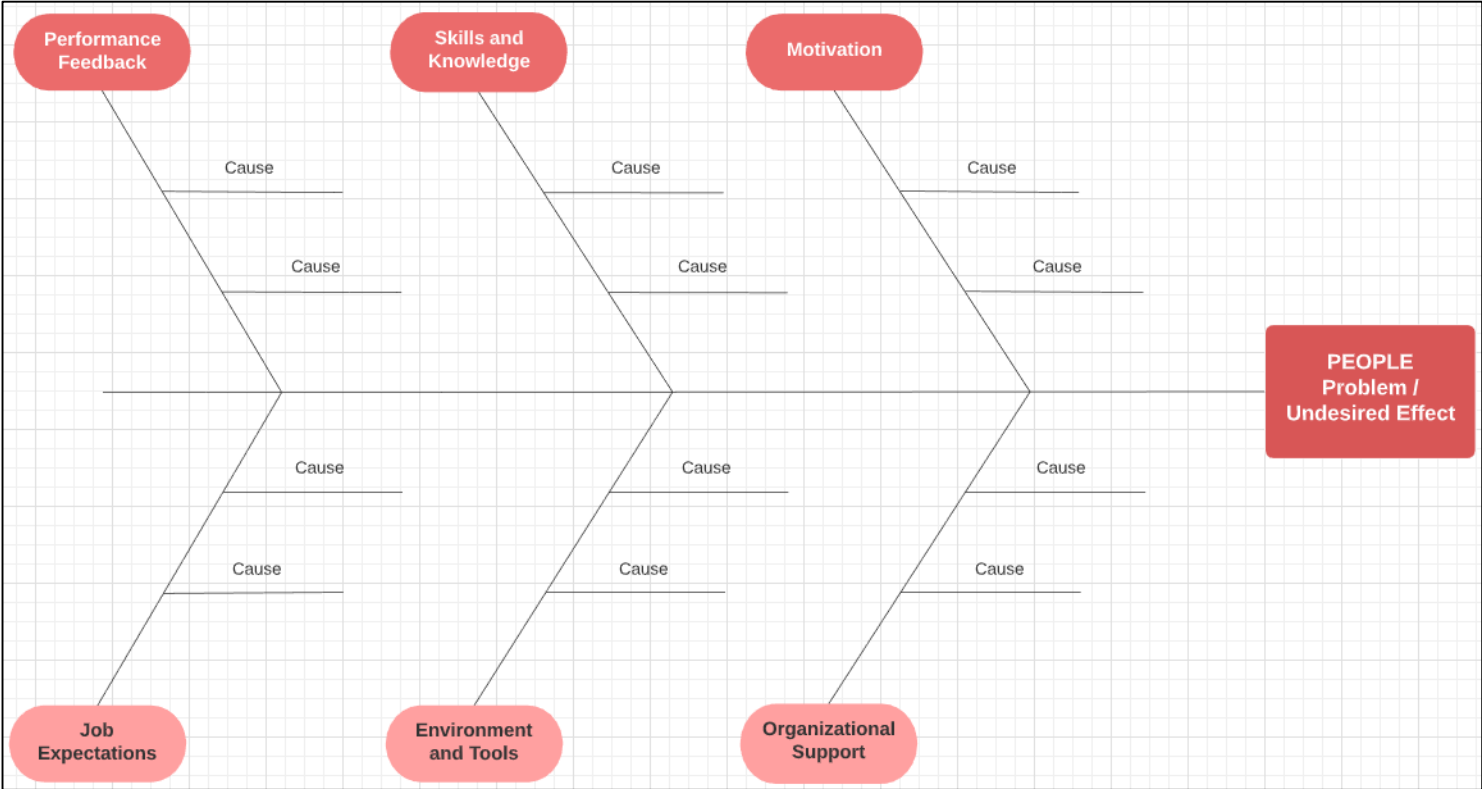 Performance
Feedback
Skills and
Knowledge
Motivation
Cause
Cause
Cause
Cause
Cause
Cause
PEOPLE
Problem /
Undesired Effect
Cause
Cause
Cause
Cause
Cause
Cause
Job
Expectations
Environment
and Tools
Organizational
Support